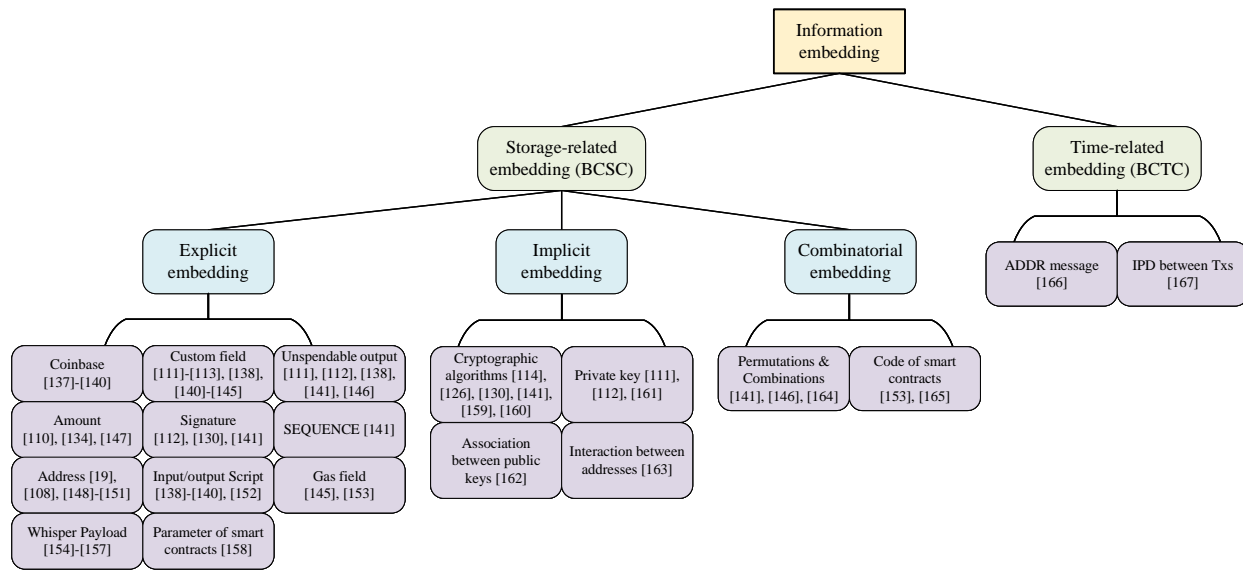 Information
embedding
Storage-related
embedding (BCSC)
Time-related
embedding (BCTC)
Explicit
embedding
Implicit
embedding
Combinatorial
embedding
ADDR message
[166]
IPD between Txs
[167]
Coinbase
[137]-[140]
Custom field
[111]-[113], [138],
[140]-[145]
Unspendable output
[111], [112], [138],
[141], [146]
Amount
[110], [134], [147]
Signature
[112], [130], [141]
SEQUENCE [141]
Address [19],
[108], [148]-[151]
Input/output Script
[138]-[140], [152]
Gas field
[145], [153]
Whisper Payload
[154]-[157]
Parameter of smart
contracts [158]
Cryptographic
algorithms [114],
[126], [130], [141],
[159], [160]
Private key [111],
[112], [161]
Association
between public
keys [162]
Interaction between
addresses [163]
Permutations &
Combinations
[141], [146], [164]
Code of smart
contracts
[153], [165]